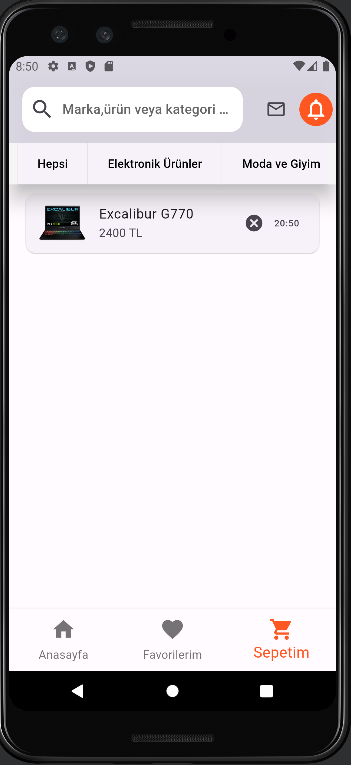 8:50
Marka,ürün veya kategori ...
Hepsi
Elektronik Ürünler
Moda ve Giyim
EXCALIBUR
Excalibur G770
2400 TL
20:50
Anasayfa
Favorilerim
Sepetim